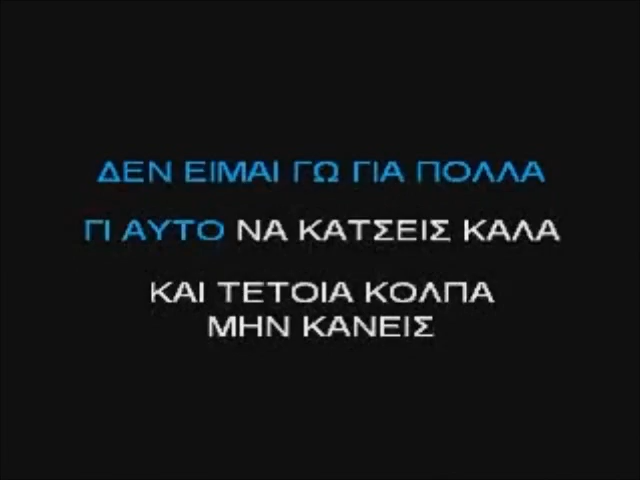 ΔΕΝ ΕΙΜΑΙ ΓΩ ΓΙΑ ΠΟΛΛΑ
ΓΙ ΑΥΤΟ ΝΑ ΚΑΤΣΕΙΣ ΚΑΛΑ
ΚΑΙ ΤΕΤΟΙΑ ΚΟΛΠΑ
ΜΗΝ ΚΑΝΕΙΣ